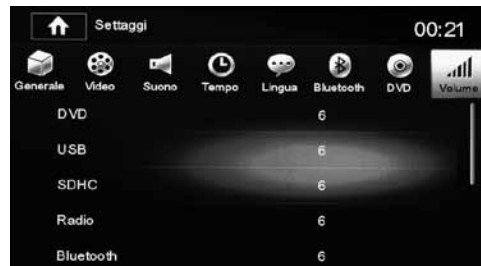 Settaggi 00:21
Generale Video Suono Tempo Lingua Bluetooth DVD Volume
DVD 6
USB 6
SDHC 6
Radio 6
Bluetooth 6